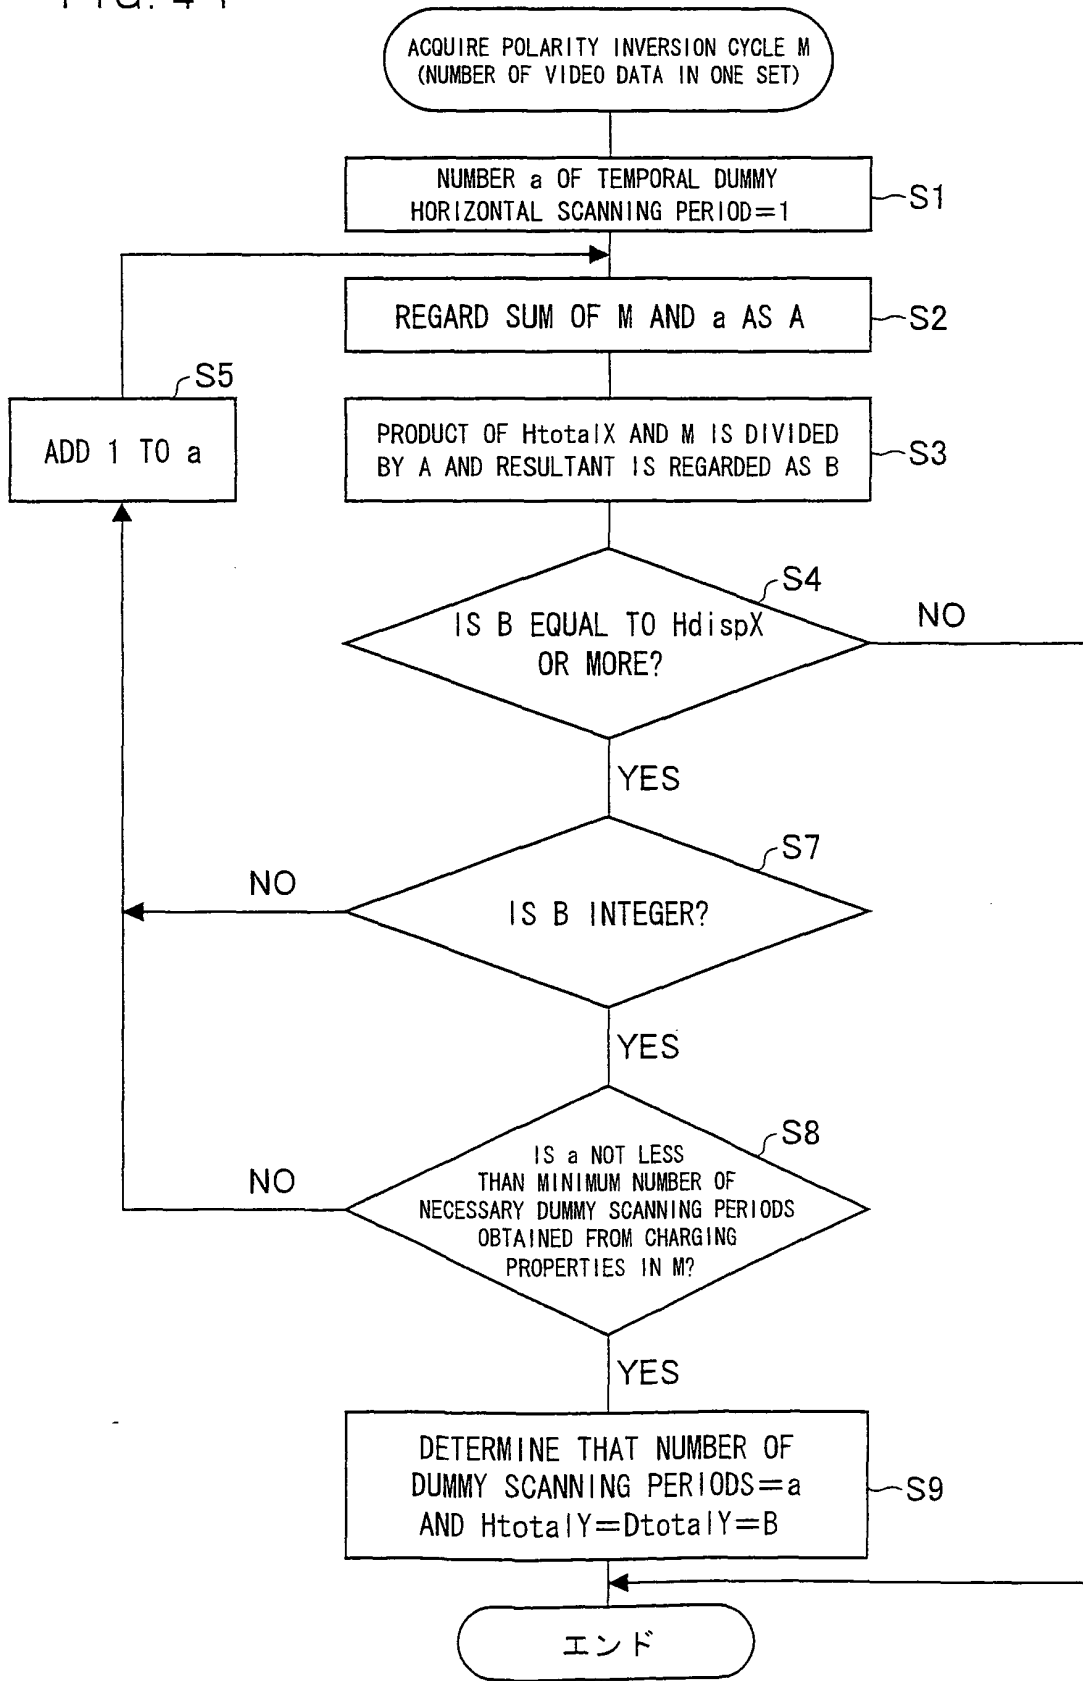 ACQUIRE POLARITY INVERSION CYCLE M
(NUMBER OF VIDEO DATA IN ONE SET)
NUMBER a OF TEMPORAL DUMMY
HORIZONTAL SCANNING PERIOD=1
S1
REGARD SUM OF M AND a AS A
S2
S5
ADD 1 TO a
PRODUCT OF HtotalX AND M IS DIVIDED
BY A AND RESULTANT IS REGARDED AS B
S3
S4
IS B EQUAL TO HdispX
OR MORE?
NO
YES
S7
NO
IS B INTEGER?
YES
S8
NO
IS a NOT LESS
THAN MINIMUM NUMBER OF
NECESSARY DUMMY SCANNING PERIODS
OBTAINED FROM CHARGING
PROPERTIES IN M?
YES
DETERMINE THAT NUMBER OF
DUMMY SCANNING PERIODS=a
AND HtotalY=DtotalY=B
S9
エンド